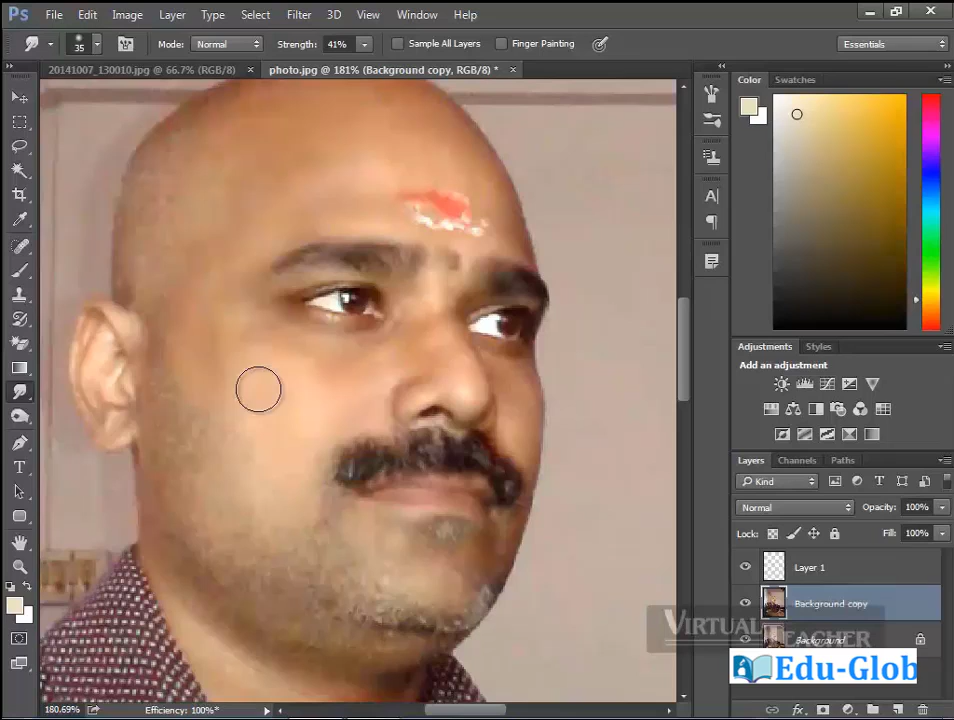 Ps File Edit Image Layer Type Select Filter 3D View Window Help
35 Mode: Normal Strength: 41% Sample All Layers Finger Painting Essentials
20141007_130010.jpg @ 66.7% (RGB/8) × photo.jpg @ 181% (Background copy, RGB/8) * ×
Color Swatches
Adjustments Styles
Add an adjustment
Layers Channels Paths
Kind
Normal Opacity: 100%
Lock: Fill: 100%
Layer 1
Background copy
Background
VIRTUAL TEACHER
Edu-Glob
180.69% Efficiency: 100%*